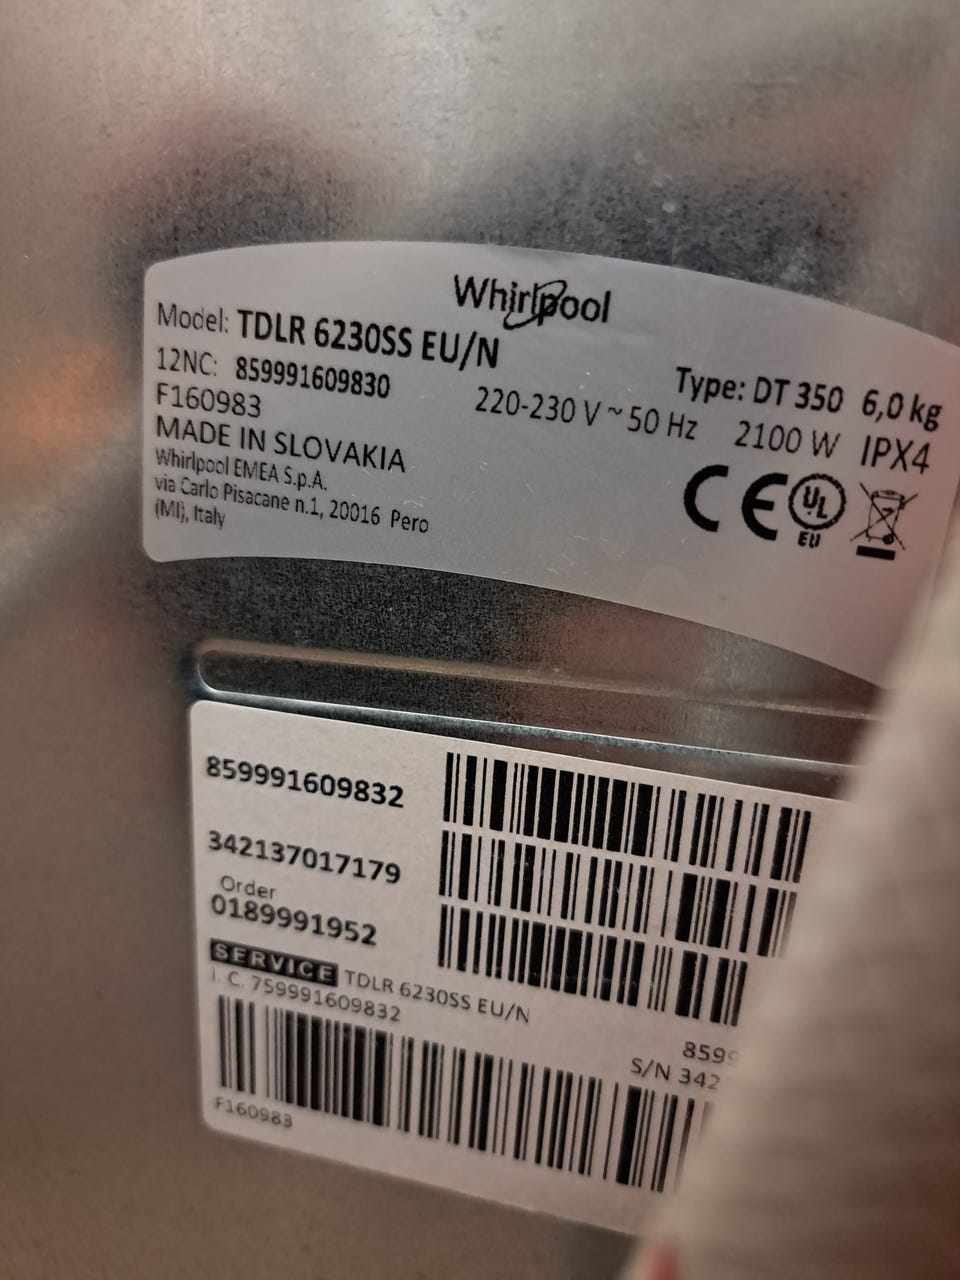 Whirlpool
Model: TDLR 6230SS EU/N
12NC: 859991609830
Type: DT 350 6,0 kg
F160983
220-230 V ~ 50 Hz 2100 W IPX4
MADE IN SLOVAKIA
Whirlpool EMEA S.p.A.
via Carlo Pisacane n.1, 20016 Pero
(MI), Italy
CE
UL
EU
859991609832
342137017179
Order
0189991952
SERVICE TDLR 6230SS EU/N
I. C. 759991609832
859
S/N 342
F160983